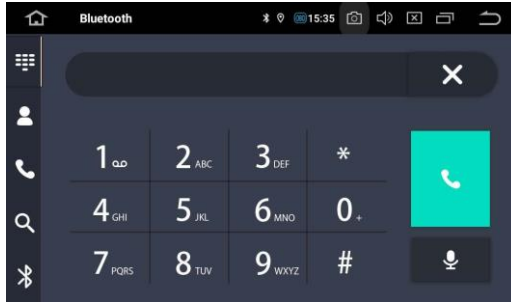 Bluetooth 15:35
1 2 ABC 3 DEF *
4 GHI 5 JKL 6 MNO 0 +
7 PQRS 8 TUV 9 WXYZ #